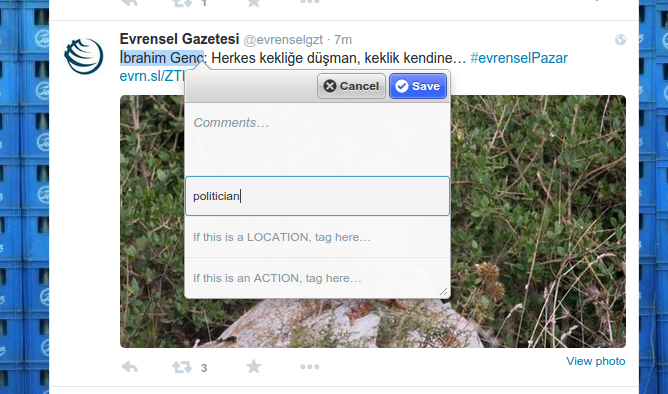 1
Evrensel Gazetesi @evrenselgzt · 7m
İbrahim Genç: Herkes kekliğe düşman, keklik kendine… #evrenselPazar
evrn.sl/ZT
Cancel Save
Comments…
politician
If this is a LOCATION, tag here…
If this is an ACTION, tag here…
3
View photo